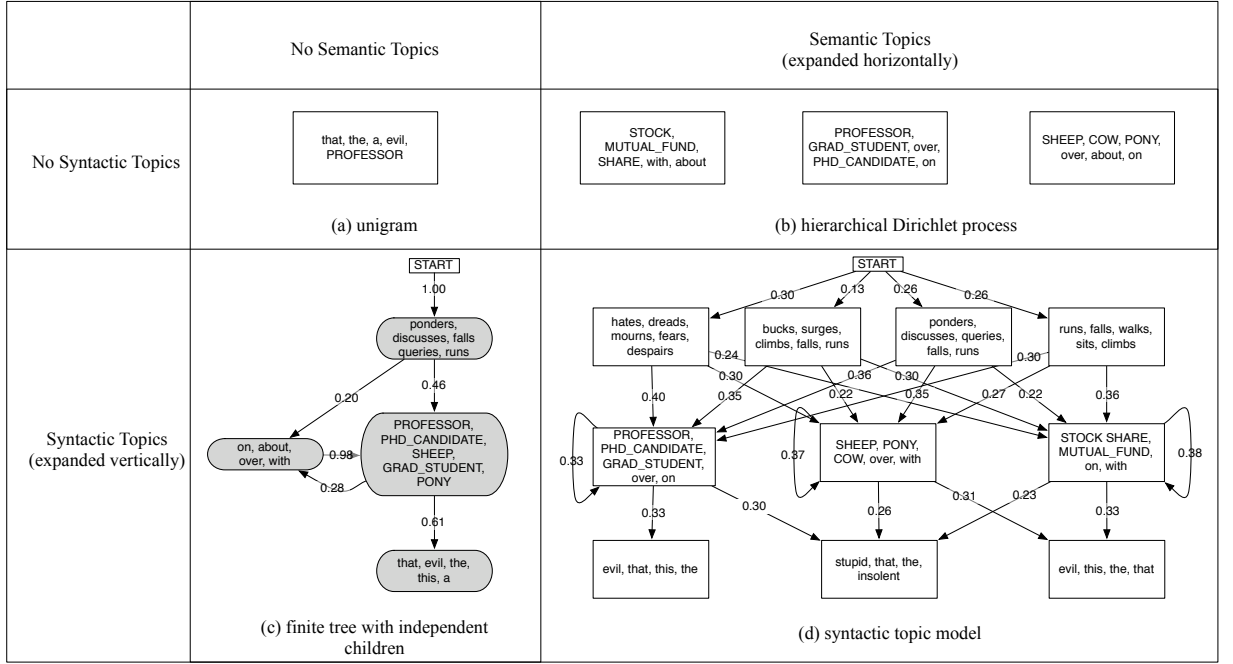 No Semantic Topics
Semantic Topics
(expanded horizontally)
No Syntactic Topics
that, the, a, evil,
PROFESSOR
(a) unigram
STOCK,
MUTUAL_FUND,
SHARE, with, about
PROFESSOR,
GRAD_STUDENT, over,
PHD_CANDIDATE, on
SHEEP, COW, PONY,
over, about, on
(b) hierarchical Dirichlet process
Syntactic Topics
(expanded vertically)
START
1.00
ponders,
discusses, falls
queries, runs
0.20
0.46
on, about,
over, with
0.98
0.28
PROFESSOR,
PHD_CANDIDATE,
SHEEP,
GRAD_STUDENT,
PONY
0.61
that, evil, the,
this, a
(c) finite tree with independent
children
START
0.30
0.13
0.26
0.26
hates, dreads,
mourns, fears,
despairs
bucks, surges,
climbs, falls, runs
ponders,
discusses, queries,
falls, runs
runs, falls, walks,
sits, climbs
0.24
0.30
0.36
0.30
0.30
0.40
0.35
0.22
0.35
0.27
0.22
0.36
PROFESSOR,
PHD_CANDIDATE,
GRAD_STUDENT,
over, on
SHEEP, PONY,
COW, over, with
STOCK SHARE,
MUTUAL_FUND,
on, with
0.33
0.37
0.38
0.33
0.30
0.26
0.31
0.23
0.33
evil, that, this, the
stupid, that, the,
insolent
evil, this, the, that
(d) syntactic topic model